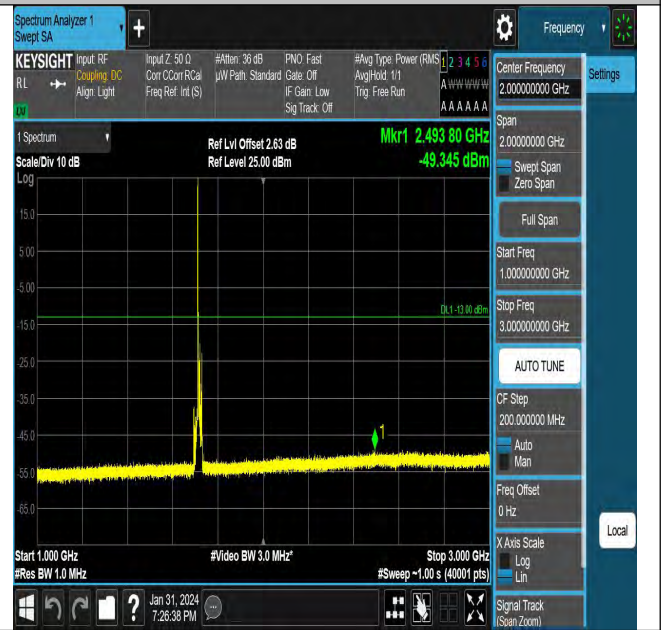 Spectrum Analyzer 1
Swept SA
+
Frequency
KEYSIGHT
RL
Input: RF
Coupling: DC
Align: Light
Input Z: 50 Ω
Corr CCorr RCal
Freq Ref: Int (S)
#Atten: 36 dB
µW Path: Standard
PNO: Fast
Gate: Off
IF Gain: Low
Sig Track: Off
#Avg Type: Power (RMS
Avg|Hold: 1/1
Trig: Free Run
1 2 3 4 5 6
A W W W W W
A A A A A A
Center Frequency
2.00000000 GHz
Settings
Span
2.00000000 GHz
Swept Span
Zero Span
Full Span
Start Freq
1.000000000 GHz
Stop Freq
3.000000000 GHz
AUTO TUNE
CF Step
200.000000 MHz
Auto
Man
Freq Offset
0 Hz
X Axis Scale
Log
Lin
Local
Signal Track
(Span Zoom)
1 Spectrum
Scale/Div 10 dB
Ref Lvl Offset 2.63 dB
Ref Level 25.00 dBm
Mkr1 2.493 80 GHz
-49.345 dBm
Log
15.0
5.00
-5.00
DL1 -13.00 dBm
-15.0
-25.0
-35.0
-45.0
1
-55.0
-65.0
Start 1.000 GHz
#Video BW 3.0 MHz*
Stop 3.000 GHz
#Res BW 1.0 MHz
#Sweep ~1.00 s (40001 pts)
?
Jan 31, 2024
7:26:38 PM